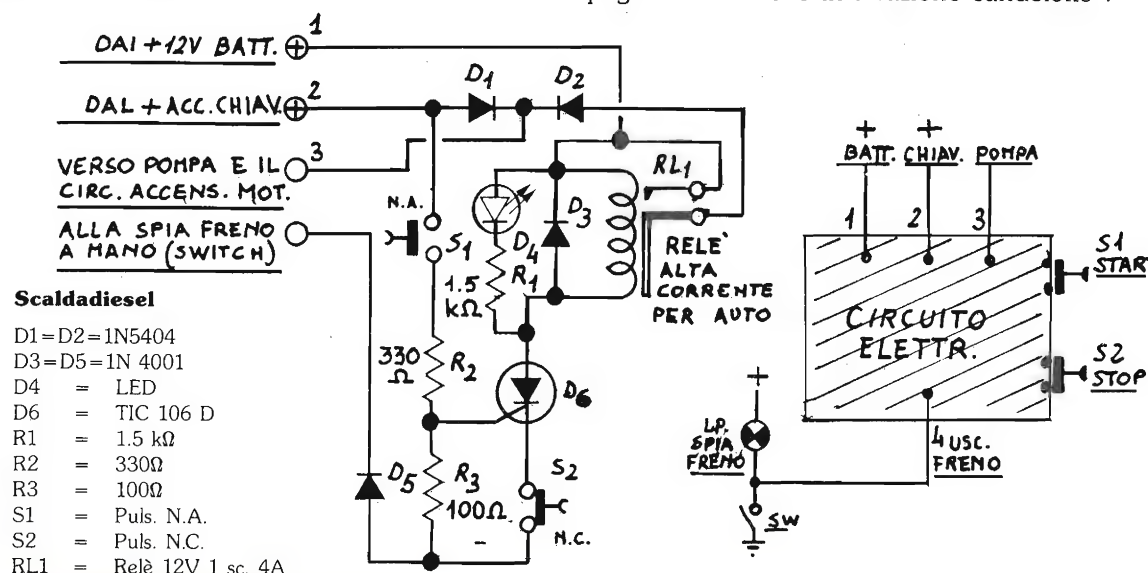 DAI +12V BATT. 1
DAL + ACC. CHIAV. 2
VERSO POMPA E IL 3
CIRC. ACCENS. MOT.
ALLA SPIA FRENO
A MANO (SWITCH)
D1
D2
N.A.
S1
D4
R1
1.5
kΩ
D3
RL1
RELE'
ALTA
CORRENTE
PER AUTO
330
Ω
R2
D6
D5
R3
100Ω
S2
N.C.
-
Scaldadiesel
D1=D2=1N5404
D3=D5=1N 4001
D4 = LED
D6 = TIC 106 D
R1 = 1.5 kΩ
R2 = 330Ω
R3 = 100Ω
S1 = Puls. N.A.
S2 = Puls. N.C.
RL1 = Relè 12V 1 sc. 4A
+ +
BATT. CHIAV. POMPA
1 2 3
CIRCUITO
ELETTR.
S1
START
S2
STOP
+
LP.
SPIA
FRENO
4 USC.
FRENO
SW